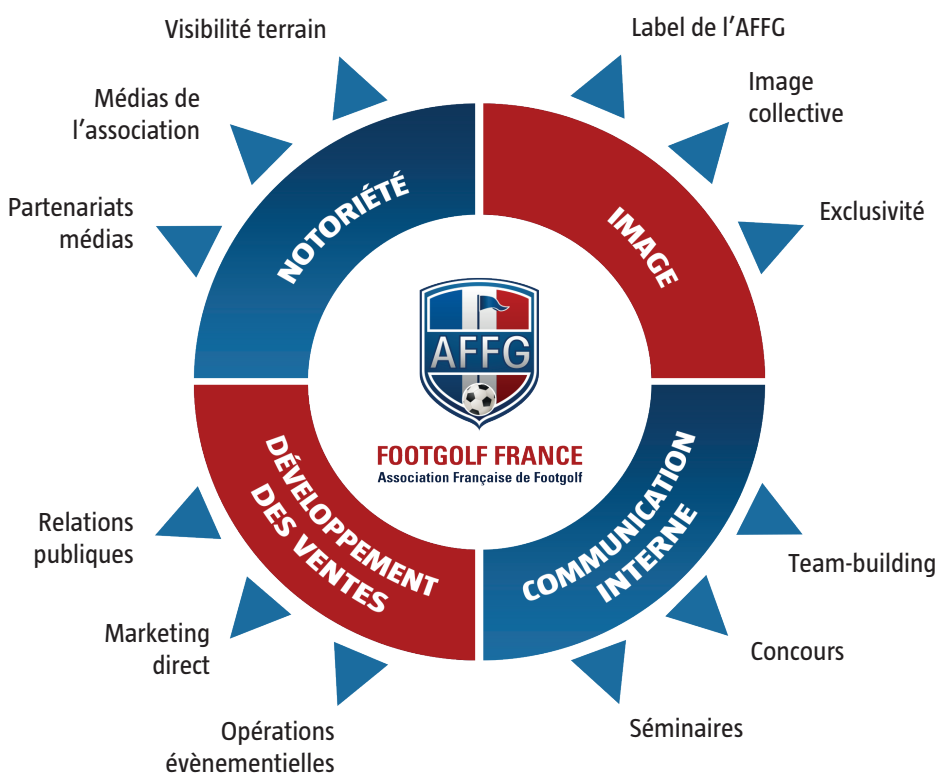 Visibilité terrain
Médias de
l'association
Partenariats
médias
Label de l'AFFG
Image
collective
Exclusivité
NOTORIÉTÉ
IMAGE
AFFG
FOOTGOLF FRANCE
Association Française de Footgolf
DÉVELOPPEMENT
DES VENTES
COMMUNICATION
INTERNE
Relations
publiques
Marketing
direct
Opérations
évènementielles
Team-building
Concours
Séminaires